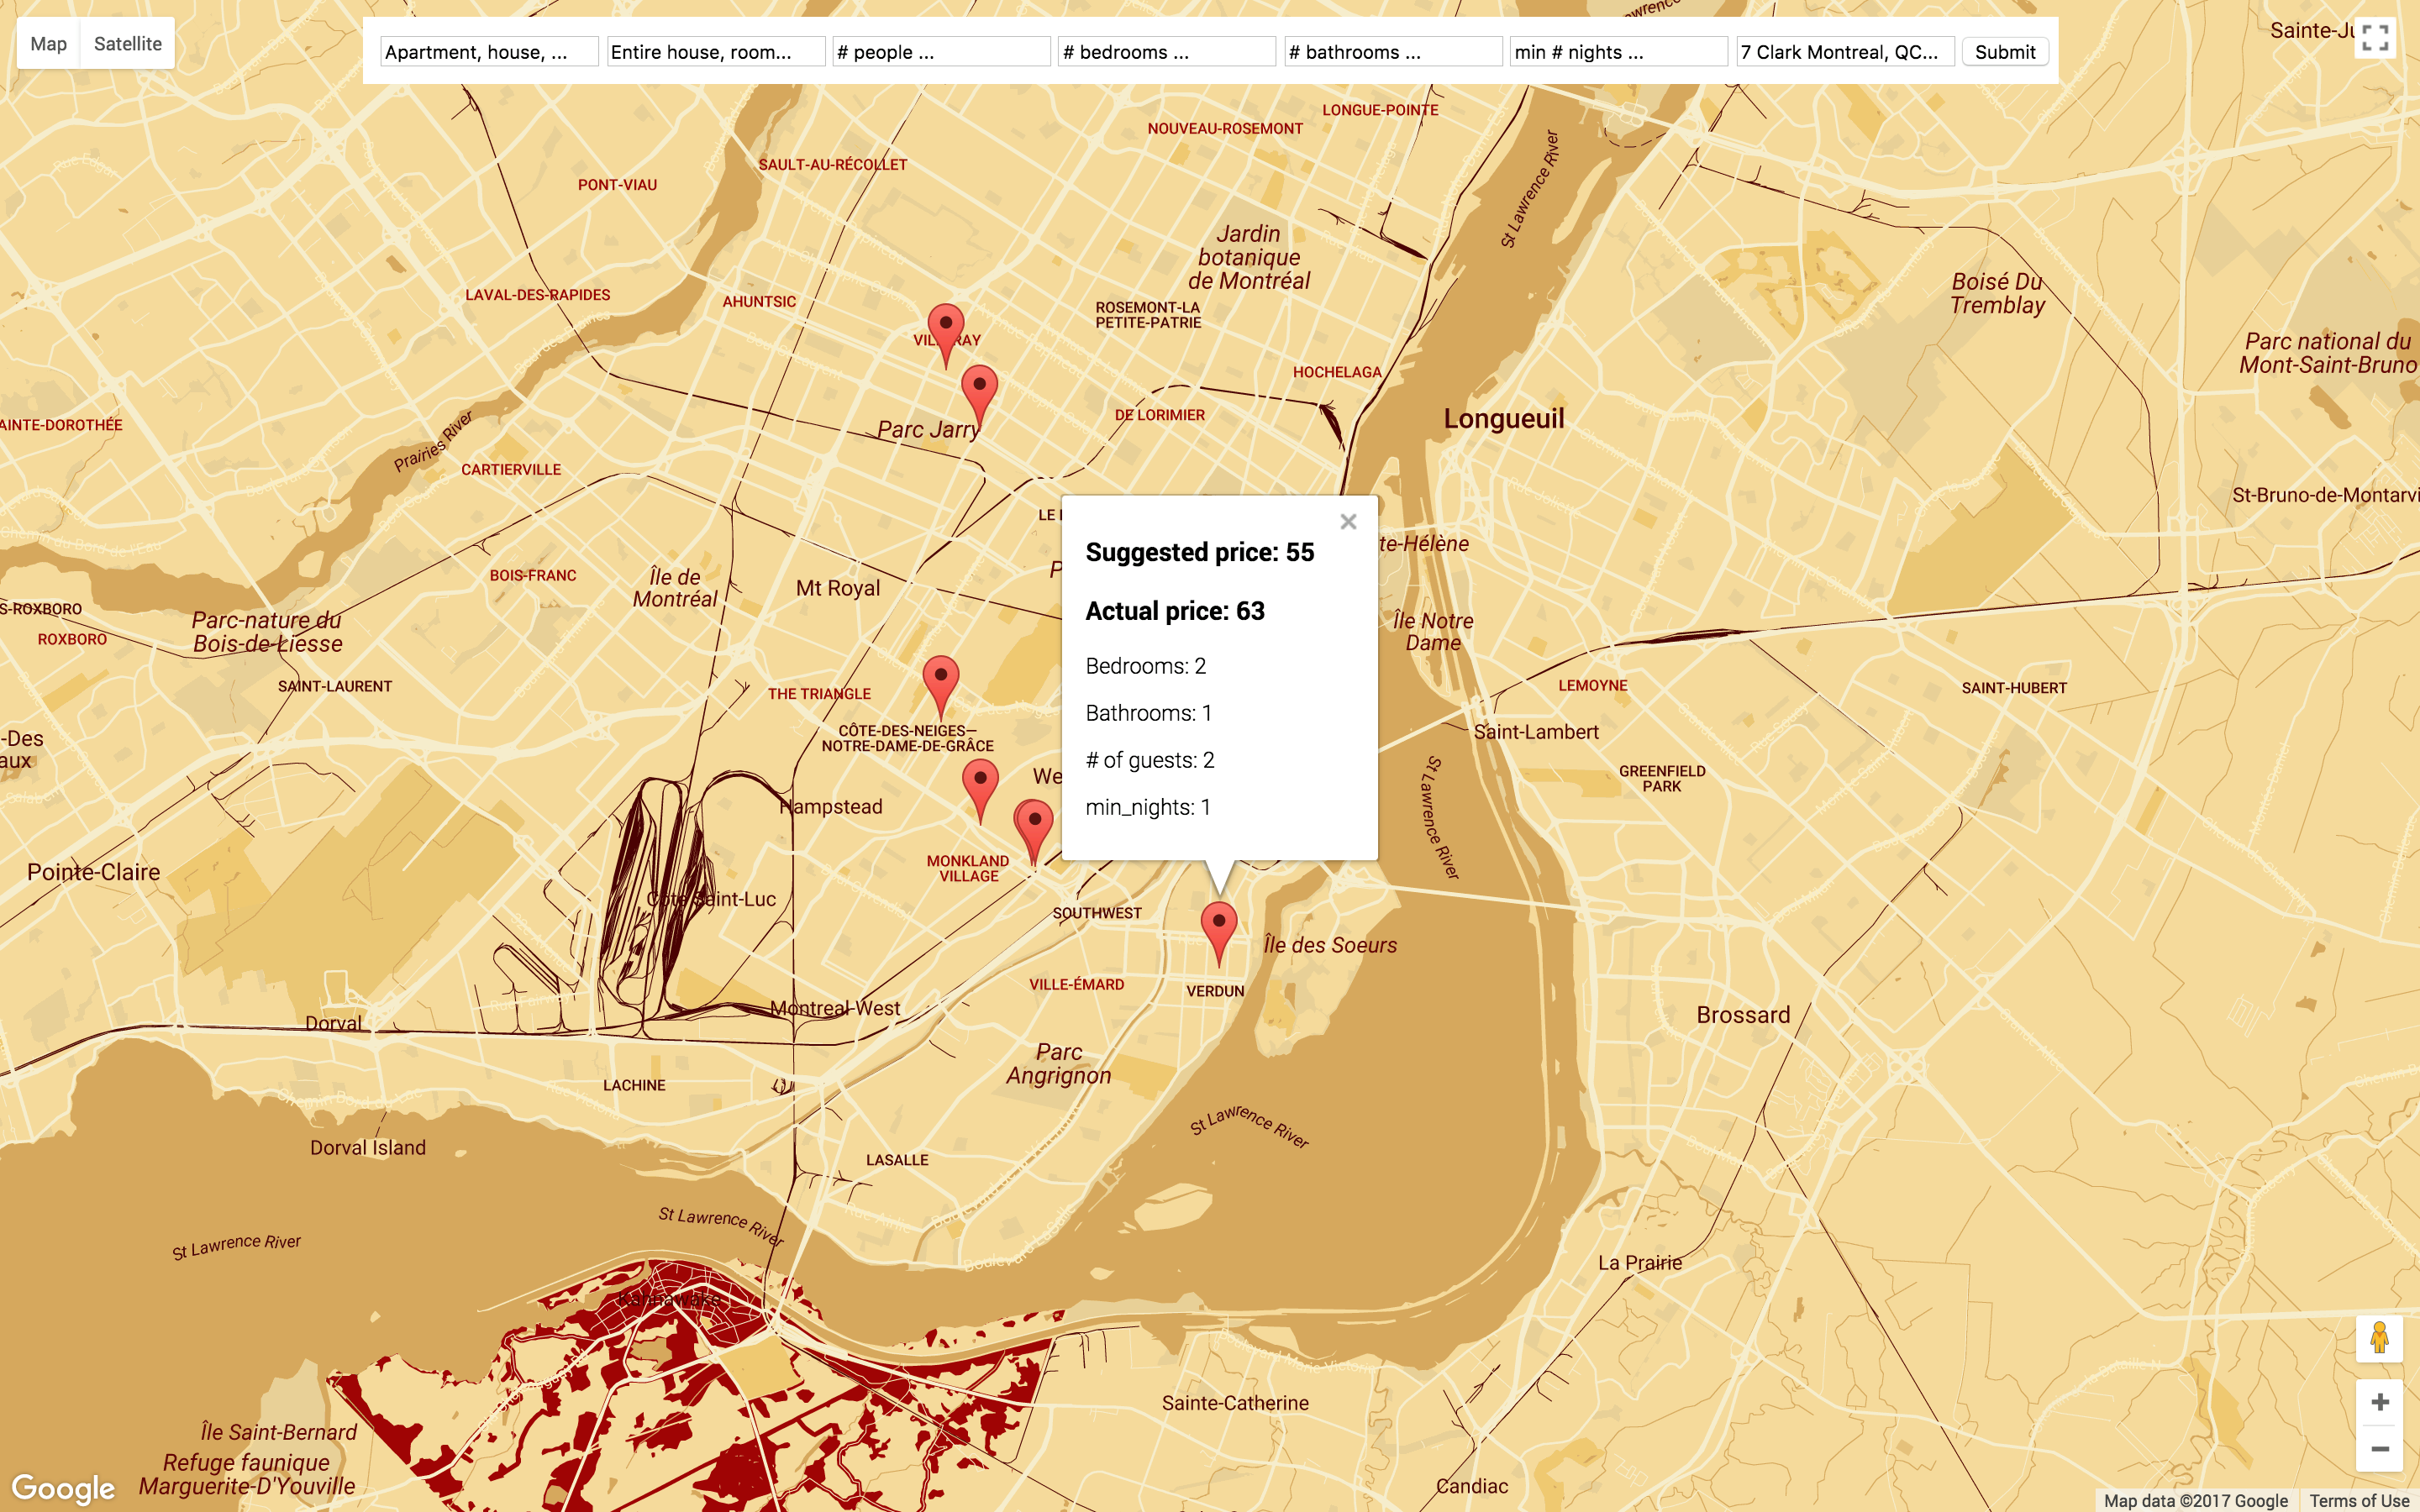 Map
Satellite
Apartment, house, ...
Entire house, room...
# people ...
# bedrooms ...
# bathrooms ...
min # nights ...
7 Clark Montreal, QC...
Submit
LONGUE-POINTE
NOUVEAU-ROSEMONT
SAULT-AU-RÉCOLLET
PONT-VIAU
St Lawrence River
Jardin
botanique
de Montréal
Boisé Du
Tremblay
LAVAL-DES-RAPIDES
AHUNTSIC
ROSEMONT-LA
PETITE-PATRIE
Parc national du
Mont-Saint-Bruno
HOCHELAGA
DE LORIMIER
Longueuil
AINTE-DOROTHÉE
Parc Jarry
Prairies River
CARTIERVILLE
St-Bruno-de-Montarvi
Suggested price: 55
Actual price: 63
Bedrooms: 2
Bathrooms: 1
# of guests: 2
min_nights: 1
te-Hélène
BOIS-FRANC
Île de
Montréal
Mt Royal
S-ROXBORO
ROXBORO
Parc-nature du
Bois-de-Liesse
Île Notre
Dame
SAINT-LAURENT
THE TRIANGLE
LEMOYNE
SAINT-HUBERT
CÔTE-DES-NEIGES—
NOTRE-DAME-DE-GRÂCE
Saint-Lambert
-Des
aux
GREENFIELD
PARK
We
Hampstead
St Lawrence River
Pointe-Claire
MONKLAND
VILLAGE
Côte Saint-Luc
SOUTHWEST
Île des Soeurs
VILLE-ÉMARD
VERDUN
Montreal-West
Brossard
Dorval
Parc
Angrignon
LACHINE
Chemin Bord du Lac
St Lawrence River
Dorval Island
LASALLE
St Lawrence River
St Lawrence River
La Prairie
Kahnawake
Sainte-Catherine
Île Saint-Bernard
Refuge faunique
Marguerite-D'Youville
Candiac
Google
Map data ©2017 Google
Terms of Use